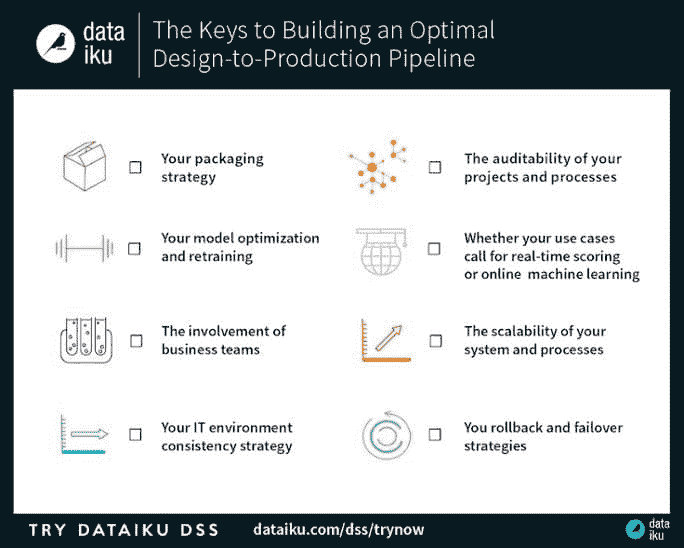 data
iku
The Keys to Building an Optimal
Design-to-Production Pipeline
Your packaging
strategy
The auditability of your
projects and processes
Your model optimization
and retraining
Whether your use cases
call for real-time scoring
or online machine learning
The involvement of
business teams
The scalability of your
system and processes
Your IT environment
consistency strategy
You rollback and failover
strategies
TRY DATAIKU DSS
dataiku.com/dss/trynow
data
iku